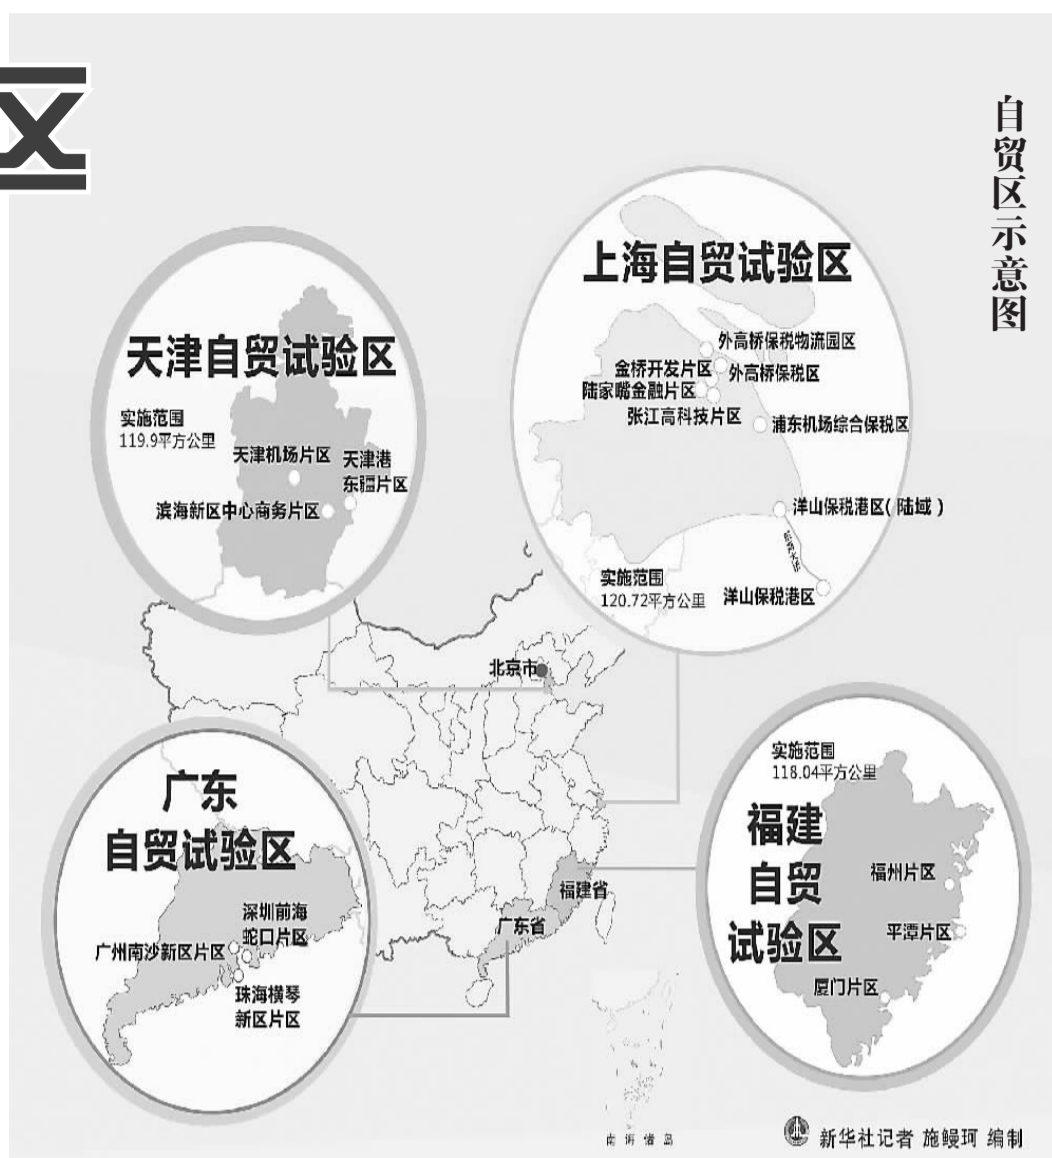 区
自贸区示意图
天津自贸试验区
实施范围
119.9平方公里
天津机场片区
天津港
东疆片区
滨海新区中心商务片区
上海自贸试验区
外高桥保税物流园区
金桥开发片区
外高桥保税区
陆家嘴金融片区
张江高科技片区
浦东机场综合保税区
洋山保税港区(陆域)
实施范围
120.72平方公里
洋山保税港区
北京市
广东
自贸试验区
深圳前海
蛇口片区
广州南沙新区片区
珠海横琴
新区片区
福建省
广东省
实施范围
118.04平方公里
福建
自贸
试验区
福州片区
平潭片区
厦门片区
南海诸岛
新华社记者 施鳗珂 编制